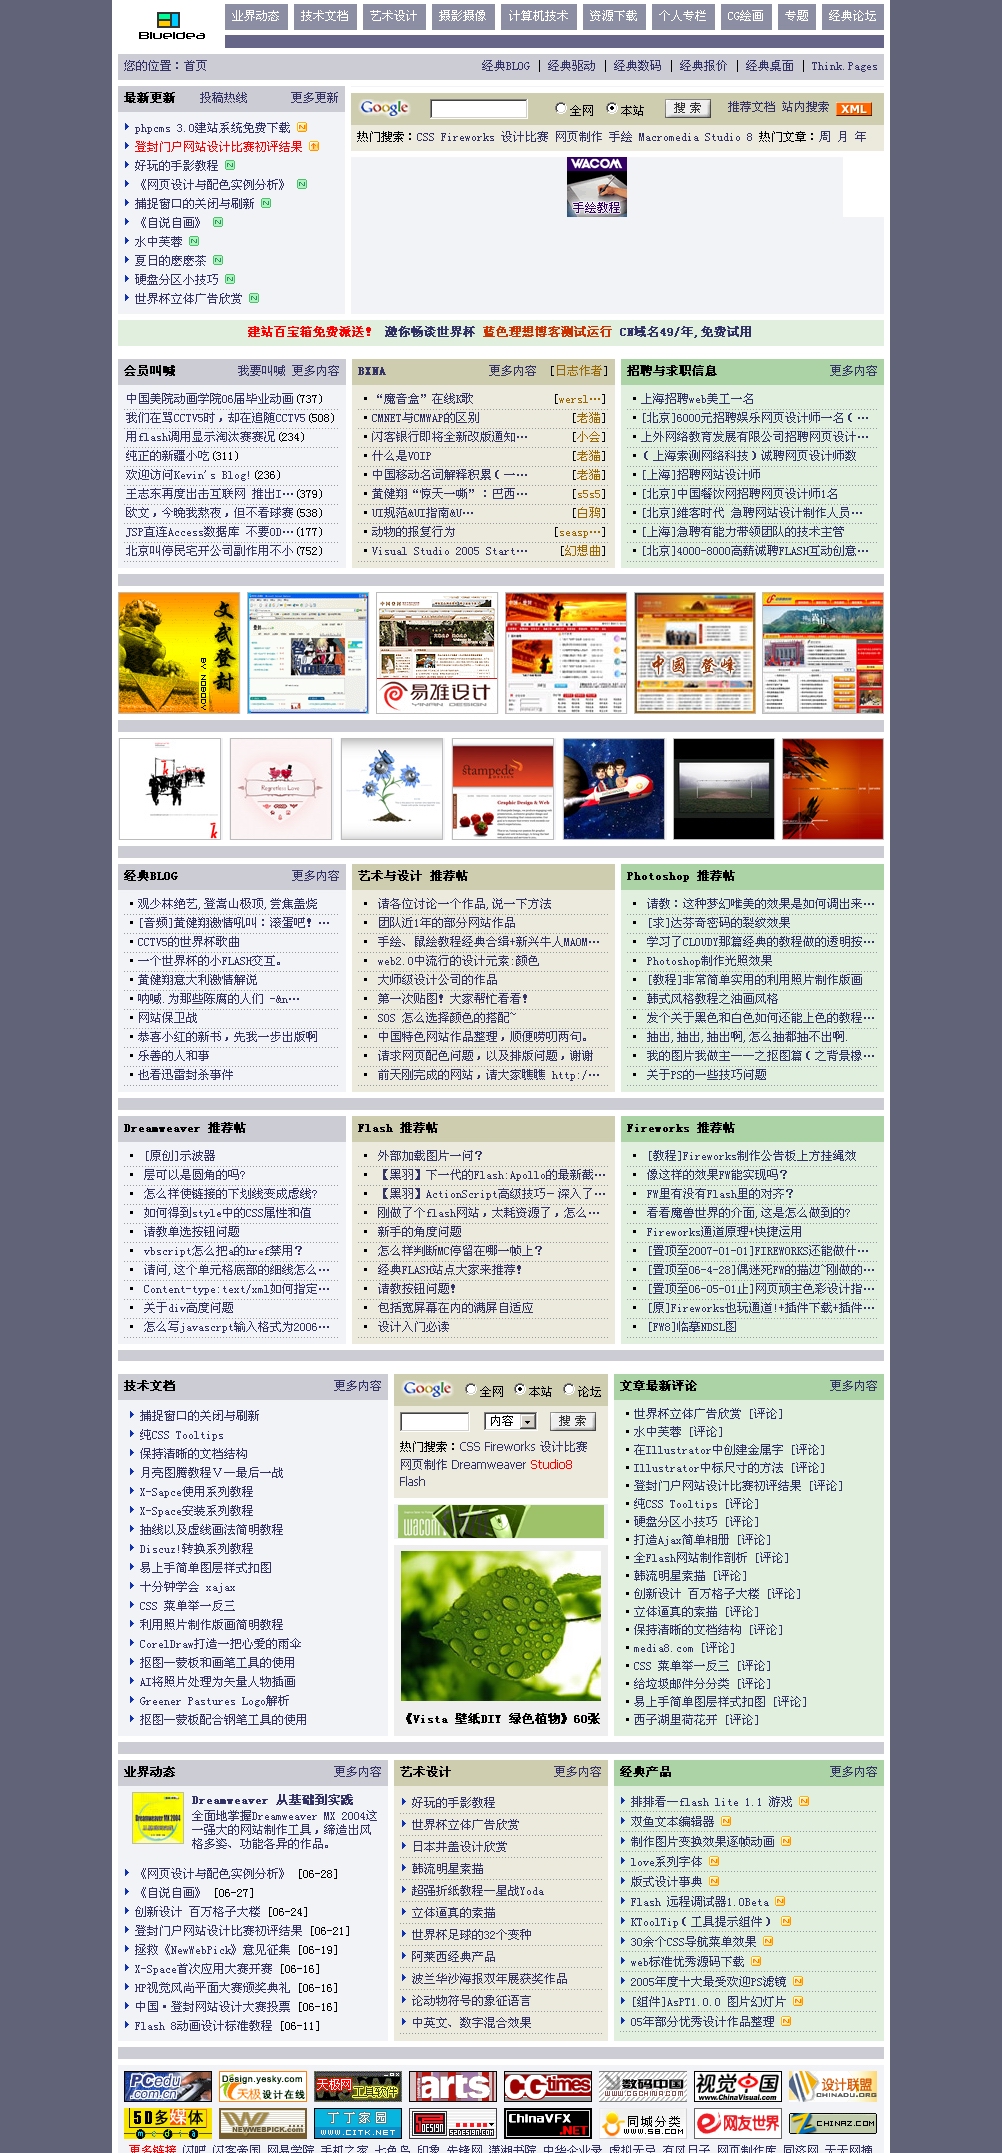 BlueIdea
业界动态 技术文档 艺术设计 摄影摄像 计算机技术 资源下载 个人专栏 CG绘画 专题 经典论坛
您的位置：首页
经典BLOG | 经典驱动 | 经典数码 | 经典报价 | 经典桌面 | Think.Pages
最新更新 投稿热线 更多更新
phpcms 3.0建站系统免费下载
登封门户网站设计比赛初评结果
好玩的手影教程
《网页设计与配色实例分析》
捕捉窗口的关闭与刷新
《自说自画》
水中芙蓉
夏日的麽麽茶
硬盘分区小技巧
世界杯立体广告欣赏
Google 全网 本站 搜 索 推荐文档 站内搜索 XML
热门搜索：CSS Fireworks 设计比赛 网页制作 手绘 Macromedia Studio 8 热门文章：周 月 年
WACOM
手绘教程
建站百宝箱免费派送！ 邀你畅谈世界杯 蓝色理想博客测试运行 CN域名49/年,免费试用
会员叫喊 我要叫喊 更多内容
中国美院动画学院06届毕业动画(737)
我们在骂CCTV5时，却在追随CCTV5(508)
用flash调用显示淘汰赛赛况(234)
纯正的新疆小吃(311)
欢迎访问Kevin's Blog!(236)
王志东再度出击互联网 推出I…(379)
欧文，今晚我熬夜，但不看球赛(538)
JSP直连Access数据库 不要OD…(177)
北京叫停民宅开公司副作用不小(752)
BXNA 更多内容 [日志作者]
“魔音盒”在线K歌 [wersl…]
CMNET与CMWAP的区别 [老猫]
闪客银行即将全新改版通知… [小会]
什么是VOIP [老猫]
中国移动名词解释积累(一… [老猫]
黄健翔“惊天一嘶”：巴西… [s5s5]
UI规范&UI指南&U… [白鸦]
动物的报复行为 [seasp…]
Visual Studio 2005 Start… [幻想曲]
招聘与求职信息 更多内容
上海招聘web美工一名
[北京]6000元招聘娱乐网页设计师一名(…
上外网络教育发展有限公司招聘网页设计…
(上海索测网络科技)诚聘网页设计师数
[上海]招聘网站设计师
[北京]中国餐饮网招聘网页设计师1名
[北京]维客时代 急聘网站设计制作人员…
[上海]急聘有能力带领团队的技术主管
[北京]4000-8000高薪诚聘FLASH互动创意…
文武登封
BY NOBODY
易难设计
YINAN DESIGN
中國登峰
Regretless Love
stampede
Graphic Design & Web
经典BLOG 更多内容
观少林绝艺,登嵩山极顶,尝焦盖烧
[音频]黄健翔激情吼叫：滚蛋吧！…
CCTV5的世界杯歌曲
一个世界杯的小FLASH交互。
黄健翔意大利激情解说
呐喊.为那些陈腐的人们 -&n…
网站保卫战
恭喜小红的新书，先我一步出版啊
乐善的人和事
也看迅雷封杀事件
艺术与设计 推荐帖
请各位讨论一个作品,说一下方法
团队近1年的部分网站作品
手绘、鼠绘教程经典合缉+新兴牛人MAOM…
web2.0中流行的设计元素:颜色
大师级设计公司的作品
第一次贴图！大家帮忙看看！
SOS 怎么选择颜色的搭配~
中国特色网站作品整理，顺便唠叨两句。
请求网页配色问题，以及排版问题，谢谢
前天刚完成的网站，请大家瞧瞧 http:/…
Photoshop 推荐帖
请教：这种梦幻唯美的效果是如何调出来…
[求]达芬奇密码的裂纹效果
学习了CLOUDY那篇经典的教程做的透明按…
Photoshop制作光照效果
[教程]非常简单实用的利用照片制作版画
韩式风格教程之油画风格
发个关于黑色和白色如何还能上色的教程…
抽出,抽出,抽出啊,怎么抽都抽不出啊.
我的图片我做主——之抠图篇(之背景橡…
关于PS的一些技巧问题
Dreamweaver 推荐帖
[原创]示波器
层可以是圆角的吗?
怎么样使链接的下划线变成虚线?
如何得到style中的CSS属性和值
请教单选按钮问题
vbscript怎么把a的href禁用？
请问,这个单元格底部的细线怎么…
Content-type:text/xml如何指定…
关于div高度问题
怎么写javascrpt输入格式为2006…
Flash 推荐帖
外部加载图片一问？
【黑羽】下一代的Flash:Apollo的最新截…
【黑羽】ActionScript高级技巧—深入了…
刚做了个flash网站，太耗资源了，怎么…
新手的角度问题
怎么样判断MC停留在哪一帧上？
经典FLASH站点大家来推荐！
请教按钮问题！
包括宽屏幕在内的满屏自适应
设计入门必读
Fireworks 推荐帖
[教程]Fireworks制作公告板上方挂绳效
像这样的效果FW能实现吗？
FW里有没有Flash里的对齐？
看看魔兽世界的介面,这是怎么做到的?
Fireworks通道原理+快捷运用
[置顶至2007-01-01]FIREWORKS还能做什…
[置顶至06-4-28]偶迷死FW的描边~刚做的…
[置顶至06-05-01止]网页顽主色彩设计指…
[原]Fireworks也玩通道!+插件下载+插件…
[FW8]临摹NDSL图
技术文档 更多内容
捕捉窗口的关闭与刷新
纯CSS Tooltips
保持清晰的文档结构
月亮图腾教程Ⅴ—最后一战
X-Sapce使用系列教程
X-Space安装系列教程
抽线以及虚线画法简明教程
Discuz!转换系列教程
易上手简单图层样式扣图
十分钟学会 xajax
CSS 菜单举一反三
利用照片制作版画简明教程
CorelDraw打造一把心爱的雨伞
抠图—蒙板和画笔工具的使用
AI将照片处理为矢量人物插画
Greener Pastures Logo解析
抠图—蒙板配合钢笔工具的使用
Google 全网 本站 论坛
内容 搜 索
热门搜索：CSS Fireworks 设计比赛
网页制作 Dreamweaver Studio8
Flash
wacom
《Vista 壁纸DIY 绿色植物》60张
文章最新评论 更多内容
世界杯立体广告欣赏 [评论]
水中芙蓉 [评论]
在Illustrator中创建金属字 [评论]
Illustrator中标尺寸的方法 [评论]
登封门户网站设计比赛初评结果 [评论]
纯CSS Tooltips [评论]
硬盘分区小技巧 [评论]
打造Ajax简单相册 [评论]
全Flash网站制作剖析 [评论]
韩流明星素描 [评论]
创新设计 百万格子大楼 [评论]
立体逼真的素描 [评论]
保持清晰的文档结构 [评论]
media8.com [评论]
CSS 菜单举一反三 [评论]
给垃圾邮件分分类 [评论]
易上手简单图层样式扣图 [评论]
西子湖里荷花开 [评论]
业界动态 更多内容
Dreamweaver MX 2004
Dreamweaver 从基础到实践
全面地掌握Dreamweaver MX 2004这
一强大的网站制作工具，缔造出风
格多姿、功能各异的作品。
《网页设计与配色实例分析》 [06-28]
《自说自画》 [06-27]
创新设计 百万格子大楼 [06-24]
登封门户网站设计比赛初评结果 [06-21]
拯救《NewWebPick》意见征集 [06-19]
X-Space首次应用大赛开赛 [06-16]
HP视觉风尚平面大赛颁奖典礼 [06-16]
中国·登封网站设计大赛投票 [06-16]
Flash 8动画设计标准教程 [06-11]
艺术设计 更多内容
好玩的手影教程
世界杯立体广告欣赏
日本井盖设计欣赏
韩流明星素描
超强折纸教程—星战Yoda
立体逼真的素描
世界杯足球的32个变种
阿莱西经典产品
波兰华沙海报双年展获奖作品
论动物符号的象征语言
中英文、数字混合效果
经典产品 更多内容
排排看—flash lite 1.1 游戏
双鱼文本编辑器
制作图片变换效果逐帧动画
love系列字体
版式设计事典
Flash 远程调试器1.0Beta
KToolTip(工具提示组件)
30余个CSS导航菜单效果
web标准优秀源码下载
2005年度十大最受欢迎PS滤镜
[组件]AsPT1.0.0 图片幻灯片
05年部分优秀设计作品整理
PCedu .com.cn Design.yesky.com 天极设计在线 天极网 工具软件 arts CGtimes 数码中国 视觉中国 www.ChinaVisual.com 设计联盟 CHINADU.ORG
50多媒体 media NEWWEBPICK.COM 丁丁家园 WWW.CITK.NET DESIGN ChinaVFX .NET 同城分类 网友世界 CHINAZ.COM
更多链接 闪吧 闪客帝国 网易学院 手机之家 七色鸟 印象 先锋网 潇湘书院 中华企业录 虚拟无忌 有风日子 网页制作库 同济网 天天网摘